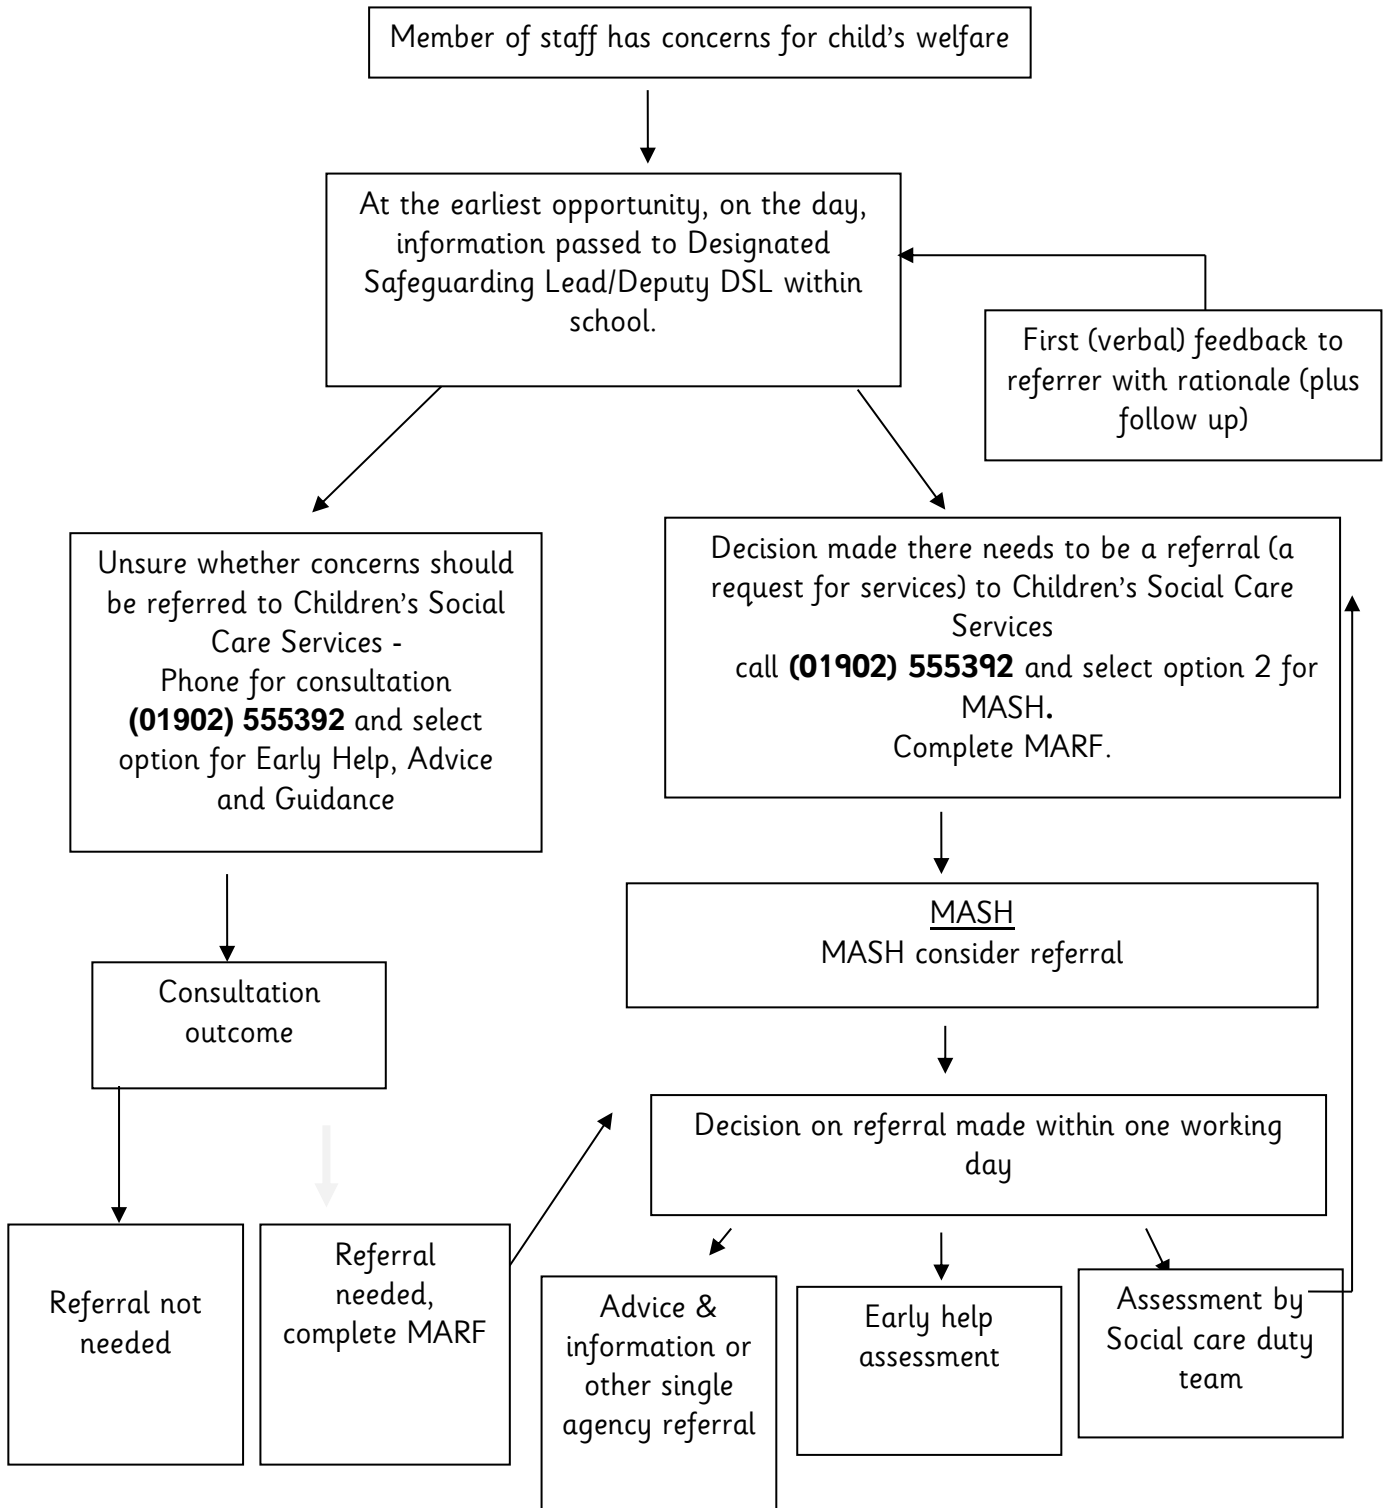 Member of staff has concerns for child's welfare
At the earliest opportunity, on the day,
information passed to Designated
Safeguarding Lead/Deputy DSL within
school.
First (verbal) feedback to
referrer with rationale (plus
follow up)
Unsure whether concerns should
be referred to Children's Social
Care Services -
Phone for consultation
(01902) 555392 and select
option for Early Help, Advice
and Guidance
Decision made there needs to be a referral (a
request for services) to Children's Social Care
Services
call (01902) 555392 and select option 2 for
MASH.
Complete MARF.
MASH
MASH consider referral
Consultation
outcome
Decision on referral made within one working
day
Referral not
needed
Referral
needed,
complete MARF
Advice &
information or
other single
agency referral
Early help
assessment
Assessment by
Social care duty
team